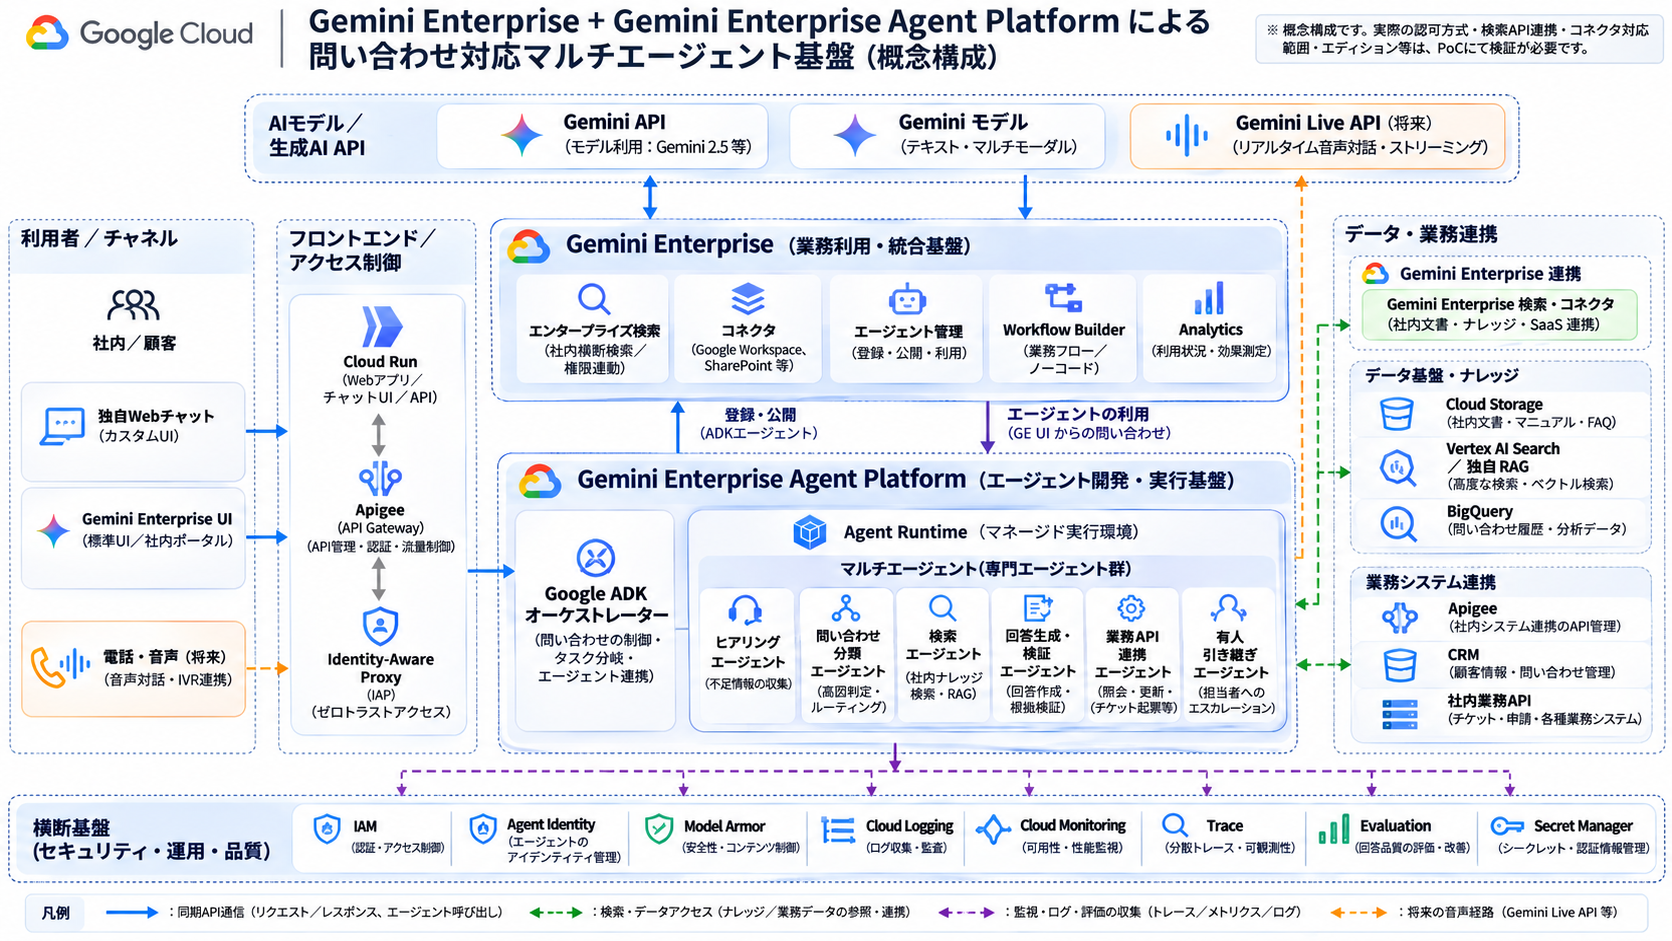 Google Cloud
Gemini Enterprise + Gemini Enterprise Agent Platform による
問い合わせ対応マルチエージェント基盤（概念構成）
※ 概念構成です。実際の認可方式・検索API連携・コネクタ対応
範囲・エディション等は、PoCにて検証が必要です。
AIモデル／
生成AI API
Gemini API
（モデル利用：Gemini 2.5 等）
Gemini モデル
（テキスト・マルチモーダル）
Gemini Live API（将来）
（リアルタイム音声対話・ストリーミング）
利用者 ／ チャネル
社内／顧客
独自Webチャット
（カスタムUI）
Gemini Enterprise UI
（標準UI／社内ポータル）
電話・音声（将来）
（音声対話・IVR連携）
フロントエンド／
アクセス制御
Cloud Run
（Webアプリ／
チャットUI／API）
Apigee
（API Gateway）
（API管理・認証・流量制御）
Identity-Aware
Proxy
（IAP）
（ゼロトラストアクセス）
Gemini Enterprise（業務利用・統合基盤）
エンタープライズ検索
（社内横断検索／
権限連動）
コネクタ
（Google Workspace、
SharePoint 等）
エージェント管理
（登録・公開・利用）
Workflow Builder
（業務フロー／
ノーコード）
Analytics
（利用状況・効果測定）
登録・公開
（ADKエージェント）
エージェントの利用
（GE UI からの問い合わせ）
Gemini Enterprise Agent Platform（エージェント開発・実行基盤）
Google ADK
オーケストレーター
（問い合わせの制御・
タスク分岐・
エージェント連携）
Agent Runtime（マネージド実行環境）
マルチエージェント（専門エージェント群）
ヒアリング
エージェント
（不足情報の収集）
問い合わせ
分類
エージェント
ルーティング）
検索
エージェント
（社内ナレッジ
検索・RAG）
回答生成・
検証
エージェント
（回答作成・
根拠検証）
業務API
連携
エージェント
（照会・更新・
チケット起票等）
有人
引き継ぎ
エージェント
（担当者への
エスカレーション）
データ・業務連携
Gemini Enterprise 連携
Gemini Enterprise 検索・コネクタ
（社内文書・ナレッジ・SaaS 連携）
データ基盤・ナレッジ
Cloud Storage
（社内文書・マニュアル・FAQ）
Vertex AI Search
／ 独自 RAG
（高度な検索・ベクトル検索）
BigQuery
（問い合わせ履歴・分析データ）
業務システム連携
Apigee
（社内システム連携のAPI管理）
CRM
（顧客情報・問い合わせ管理）
社内業務API
（チケット・申請・各種業務システム）
横断基盤
（セキュリティ・運用・品質）
IAM
（認証・アクセス制御）
Agent Identity
（エージェントの
アイデンティティ管理）
Model Armor
（安全性・コンテンツ制御）
Cloud Logging
（ログ収集・監査）
Cloud Monitoring
（可用性・性能監視）
Trace
（分散トレース・可観測性）
Evaluation
（回答品質の評価・改善）
Secret Manager
（シークレット・認証情報管理）
凡例
：同期API通信（リクエスト／レスポンス、エージェント呼び出し）
：検索・データアクセス（ナレッジ／業務データの参照・連携）
：監視・ログ・評価の収集（トレース／メトリクス／ログ）
：将来の音声経路（Gemini Live API 等）